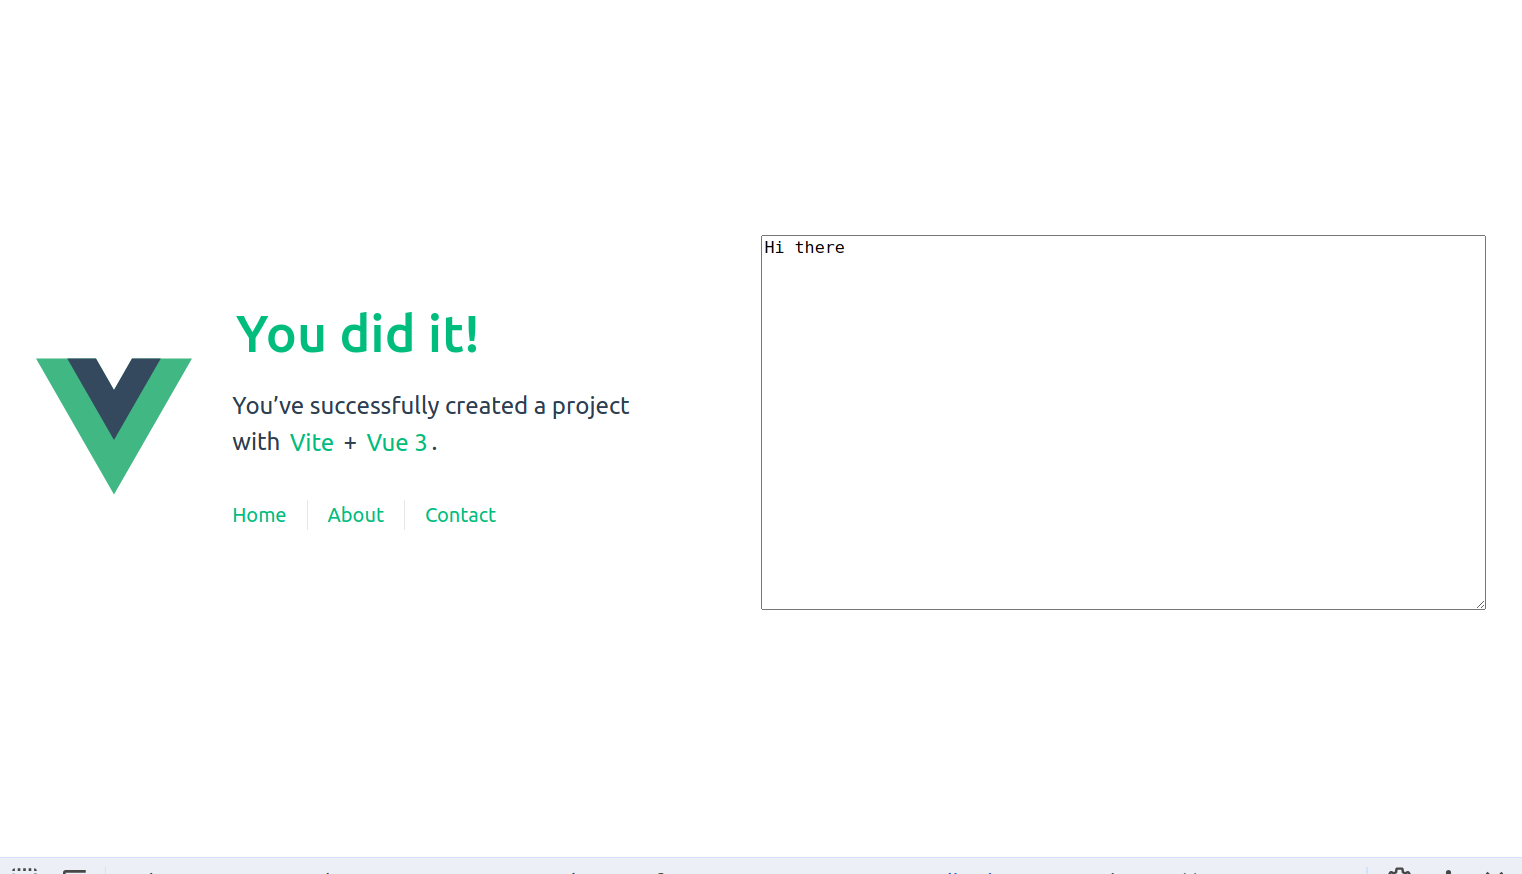 You did it!
You’ve successfully created a project
with Vite + Vue 3.
Home About Contact
Hi there